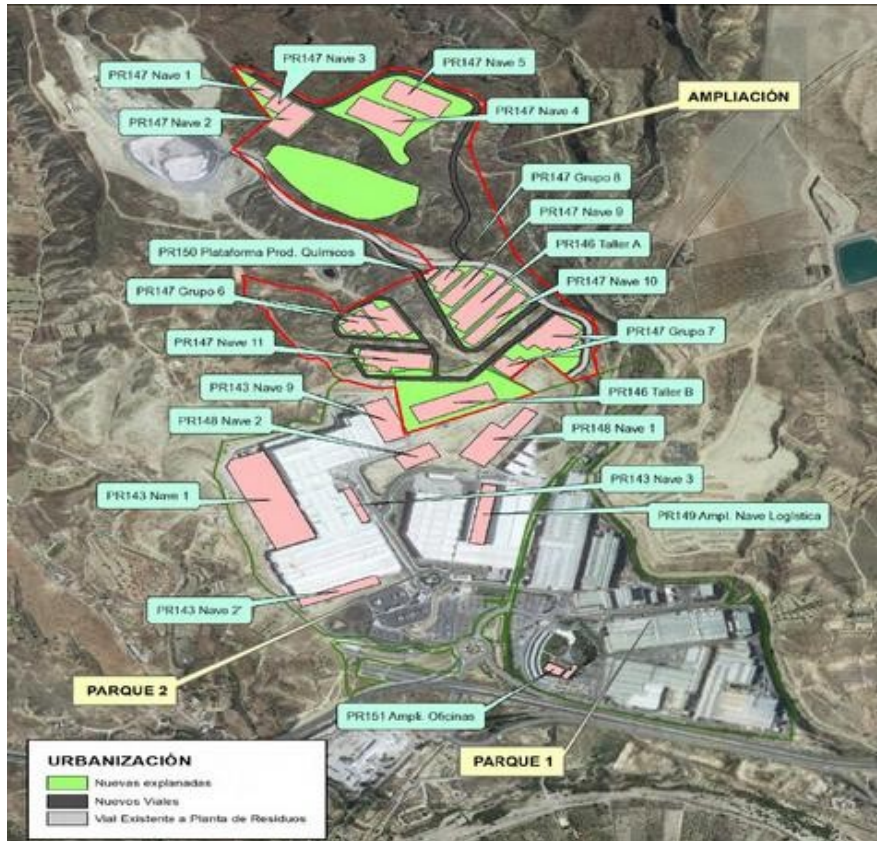 PR147 Nave 3
PR147 Nave 5
PR147 Nave 1
AMPLIACIÓN
PR147 Nave 2
PR147 Nave 4
PR147 Grupo 8
PR147 Nave 9
PR146 Taller A
PR150 Plataforma Prod. Químicos
PR147 Nave 10
PR147 Grupo 6
PR147 Grupo 7
PR147 Nave 11
PR143 Nave 9
PR146 Taller B
PR148 Nave 2
PR148 Nave 1
PR143 Nave 3
PR143 Nave 1
PR149 Ampl. Nave Logística
PR143 Nave 2"
PARQUE 2
PR151 Ampli. Oficinas
PARQUE 1
URBANIZACIÓN
Nuevas explanadas
Nuevos Viales
Vial Existente a Planta de Residuos